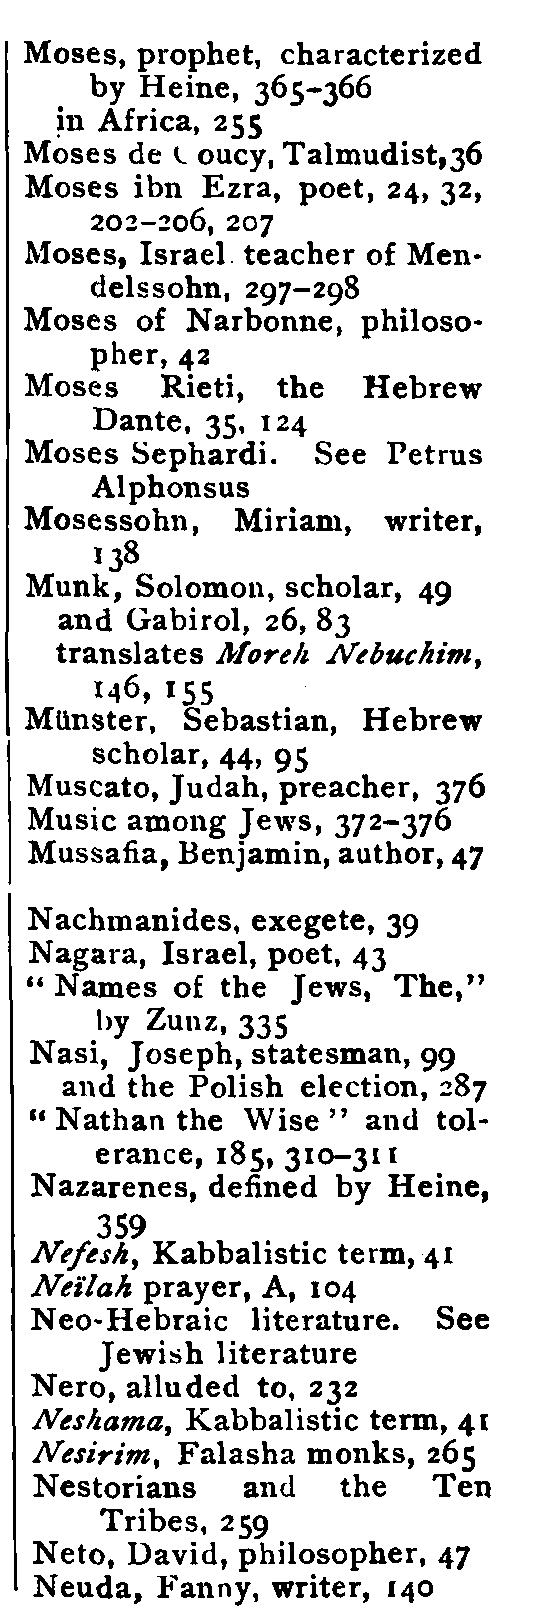 Moses, prophet, characterized
by Heine, 365–366
in Africa, 255
Moses de Coucy, Talmudist, 36
Moses ibn Ezra, poet, 24, 32,
202–206, 207
Moses, Israel teacher of Men-
delssohn, 297–298
Moses of Narbonne, philoso-
pher, 42
Moses Rieti, the Hebrew
Dante, 35, 124
Moses Sephardi. See Petrus
Alphonsus
Mosessohn, Miriam, writer,
138
Munk, Solomon, scholar, 49
and Gabirol, 26, 83
translates Moreh Nebuchim,
146, 155
Münster, Sebastian, Hebrew
scholar, 44, 95
Muscato, Judah, preacher, 376
Music among Jews, 372–376
Mussafia, Benjamin, author, 47
Nachmanides, exegete, 39
Nagara, Israel, poet, 43
“Names of the Jews, The,”
by Zunz, 335
Nasi, Joseph, statesman, 99
and the Polish election, 287
“Nathan the Wise” and tol-
erance, 185, 310–311
Nazarenes, defined by Heine,
359
Nefesh, Kabbalistic term, 41
Neïlah prayer, A, 104
Neo-Hebraic literature. See
Jewish literature
Nero, alluded to, 232
Neshama, Kabbalistic term, 41
Nesirim, Falasha monks, 265
Nestorians and the Ten
Tribes, 259
Neto, David, philosopher, 47
Neuda, Fanny, writer, 140